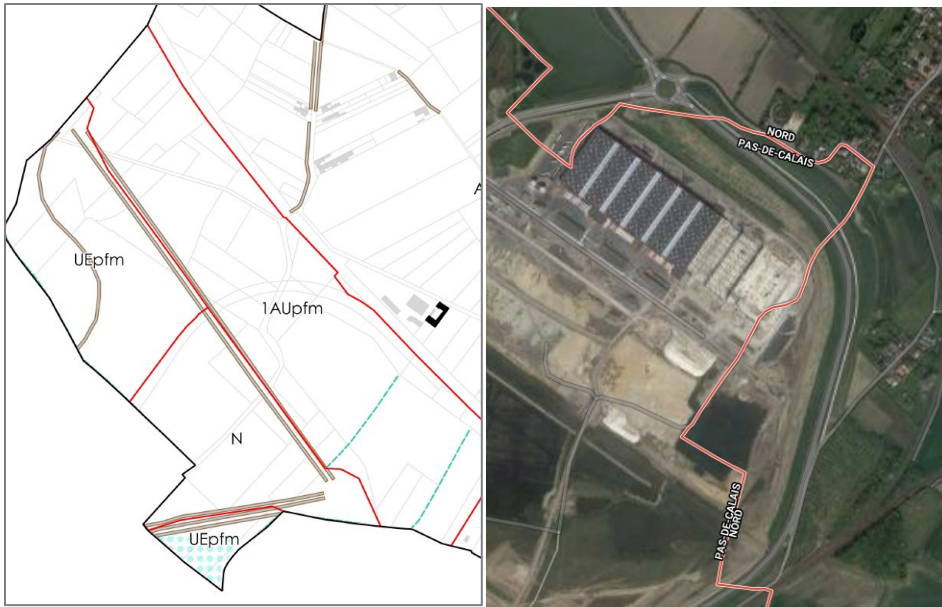 UEpfm
1AUpfm
A
N
UEpfm
NORD
PAS-DE-CALAIS
PAS-DE-CALAIS
NORD